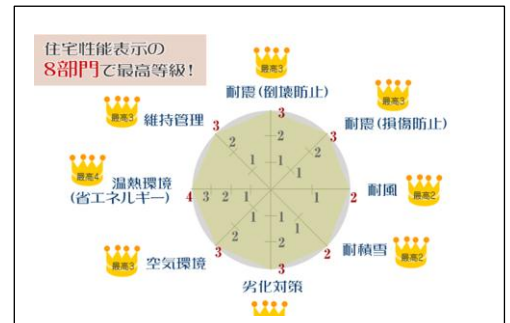 住宅性能表示の
8部門で最高等級!
最高3
耐震(倒壊防止)
最高3
耐震(損傷防止)
最高2
耐風
最高2
耐積雪
劣化対策
最高3
空気環境
最高4
温熱環境
(省エネルギー)
最高3
維持管理
3
2
1
3
2
1
2
1
2
1
3
2
1
3
2
1
4
3
2
1
3
2
1